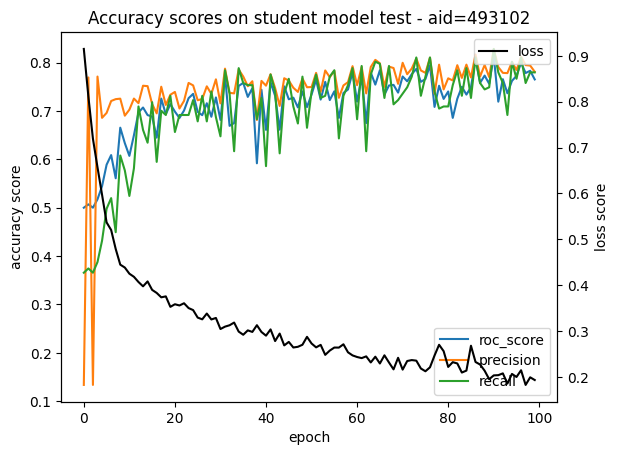 Accuracy scores on student model test - aid=493102
accuracy score
0.8
0.7
0.6
0.5
0.4
0.3
0.2
0.1
loss
0.9
0.8
0.7
0.6
0.5
0.4
0.3
0.2
loss score
roc_score
precision
recall
0
20
40
60
80
100
epoch